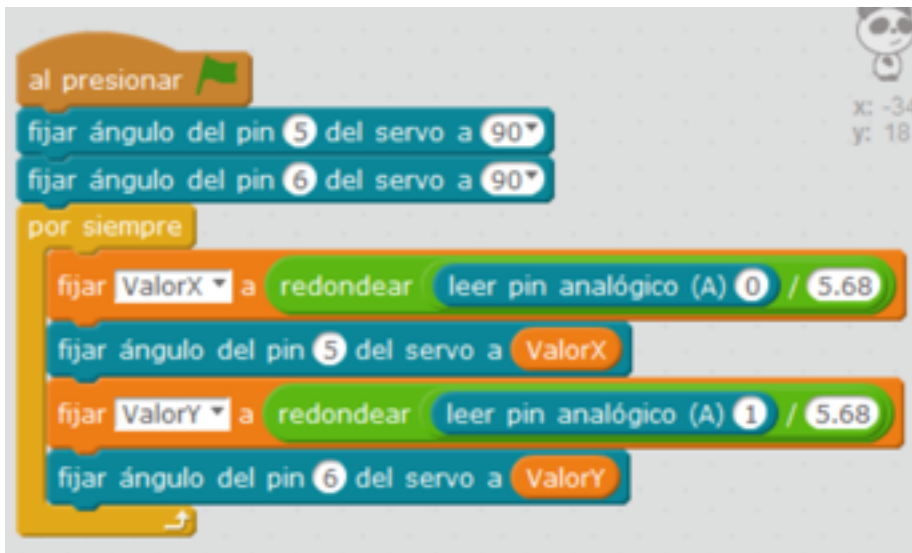 al presionar
x: -34
fijar ángulo del pin 5 del servo a 90
y: 18
fijar ángulo del pin 6 del servo a 90
por siempre
fijar ValorX a redondear leer pin analógico (A) 0 / 5.68
fijar ángulo del pin 5 del servo a ValorX
fijar ValorY a redondear leer pin analógico (A) 1 / 5.68
fijar ángulo del pin 6 del servo a ValorY